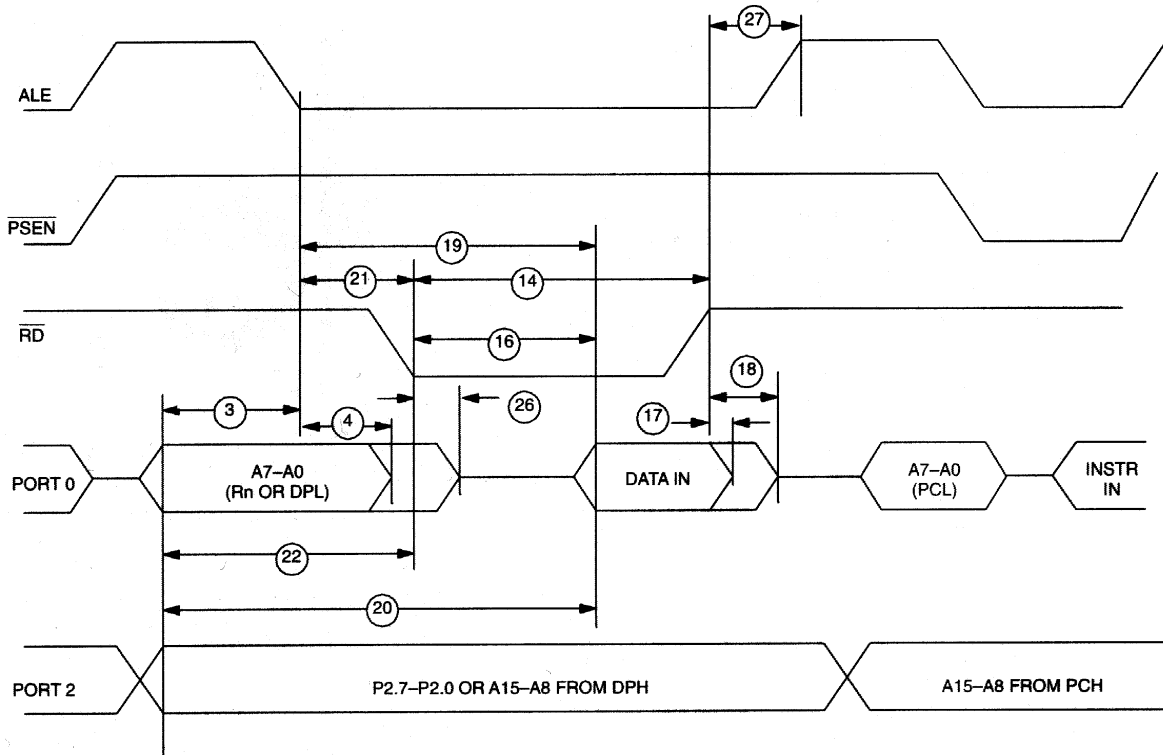 27
ALE
PSEN
19
21
14
RD
16
18
3
4
26
17
PORT 0
A7–A0
(Rn OR DPL)
DATA IN
A7–A0
(PCL)
INSTR
IN
22
20
PORT 2
P2.7–P2.0 OR A15–A8 FROM DPH
A15–A8 FROM PCH